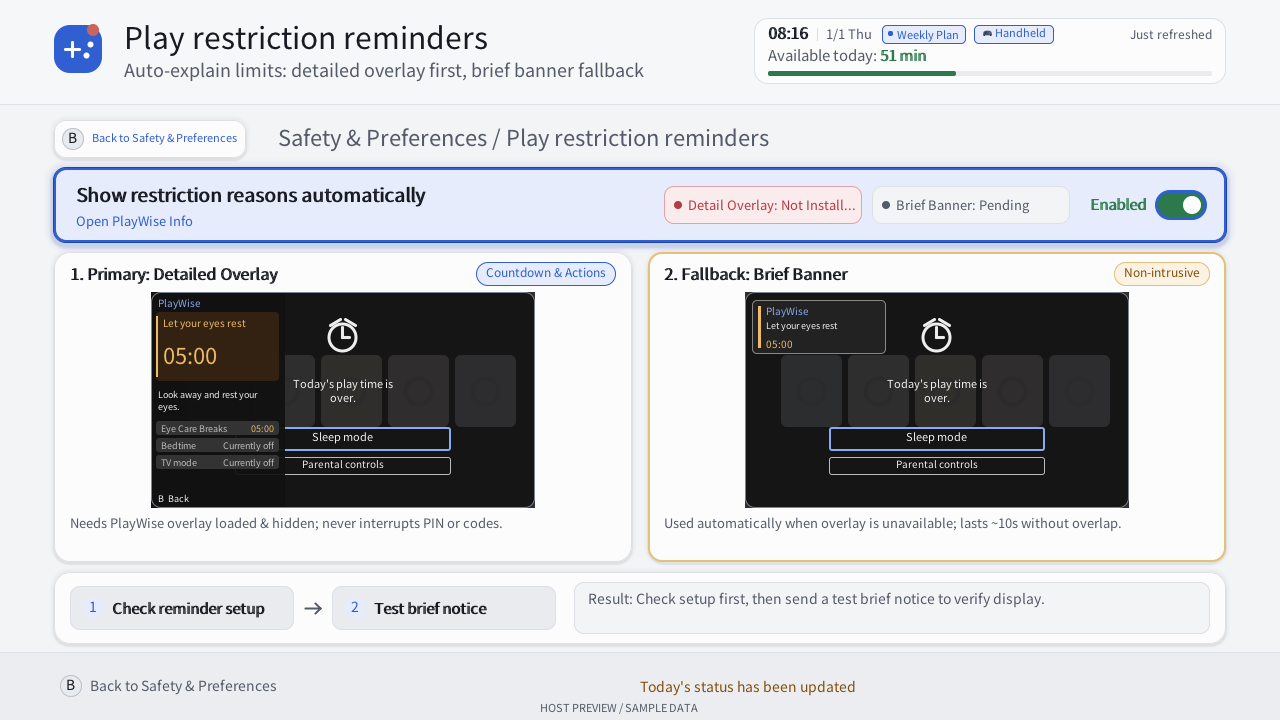 Play restriction reminders
Auto-explain limits: detailed overlay first, brief banner fallback
08:16 1/1 Thu Weekly Plan Handheld Just refreshed
Available today: 51 min
B Back to Safety & Preferences
Safety & Preferences / Play restriction reminders
Show restriction reasons automatically
Open PlayWise Info
Detail Overlay: Not Install...
Brief Banner: Pending
Enabled
1. Primary: Detailed Overlay
Countdown & Actions
PlayWise
Let your eyes rest
05:00
Look away and rest your
eyes.
Eye Care Breaks 05:00
Bedtime Currently off
TV mode Currently off
B Back
Today's play time is
over.
Sleep mode
Parental controls
Needs PlayWise overlay loaded & hidden; never interrupts PIN or codes.
2. Fallback: Brief Banner
Non-intrusive
PlayWise
Let your eyes rest
05:00
Today's play time is
over.
Sleep mode
Parental controls
Used automatically when overlay is unavailable; lasts ~10s without overlap.
1 Check reminder setup
2 Test brief notice
Result: Check setup first, then send a test brief notice to verify display.
B Back to Safety & Preferences
Today's status has been updated
HOST PREVIEW / SAMPLE DATA